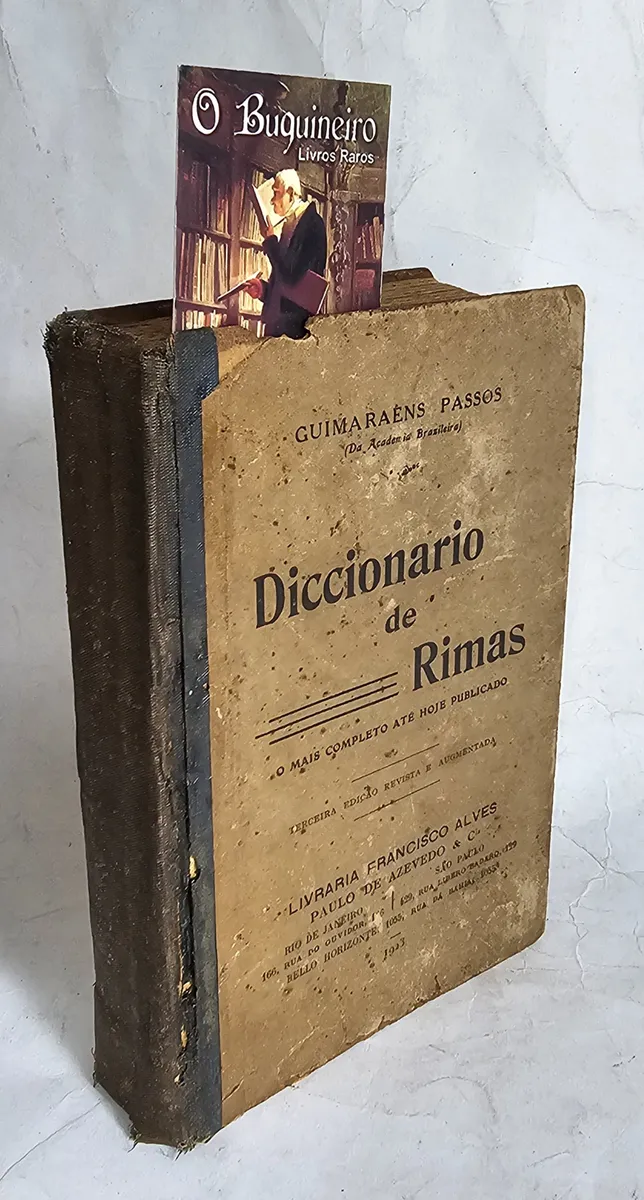 O Buquineiro
Livros Raros
GUIMARAENS PASSOS
(Da Academia Brazileira)
Diccionario
de
Rimas
O MAIS COMPLETO ATÉ HOJE PUBLICADO
TERCEIRA EDIÇÃO REVISTA E AUGMENTADA
LIVRARIA FRANCISCO ALVES
PAULO DE AZEVEDO & Cia
RIO DE JANEIRO
166, RUA DO OUVIDOR, 166
SÃO PAULO
129, RUA LIBERO BADARÓ, 129
BELLO HORIZONTE, 1055, RUA DA BAHIA, 1055